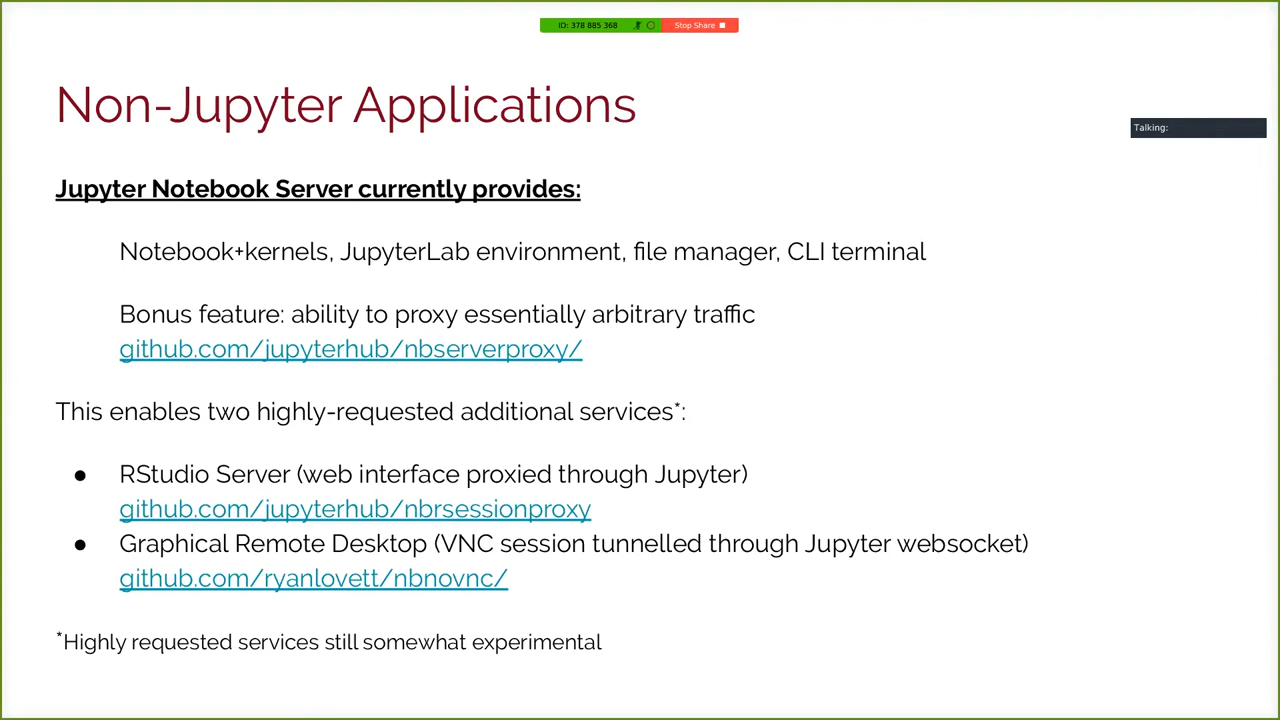 ID: 378 885 368
Stop Share
Non-Jupyter Applications
Talking:
Jupyter Notebook Server currently provides:
Notebook+kernels, JupyterLab environment, file manager, CLI terminal
Bonus feature: ability to proxy essentially arbitrary traffic
github.com/jupyterhub/nbserverproxy/
This enables two highly-requested additional services*:
● RStudio Server (web interface proxied through Jupyter)
github.com/jupyterhub/nbrsessionproxy
● Graphical Remote Desktop (VNC session tunnelled through Jupyter websocket)
github.com/ryanlovett/nbnovnc/
*Highly requested services still somewhat experimental